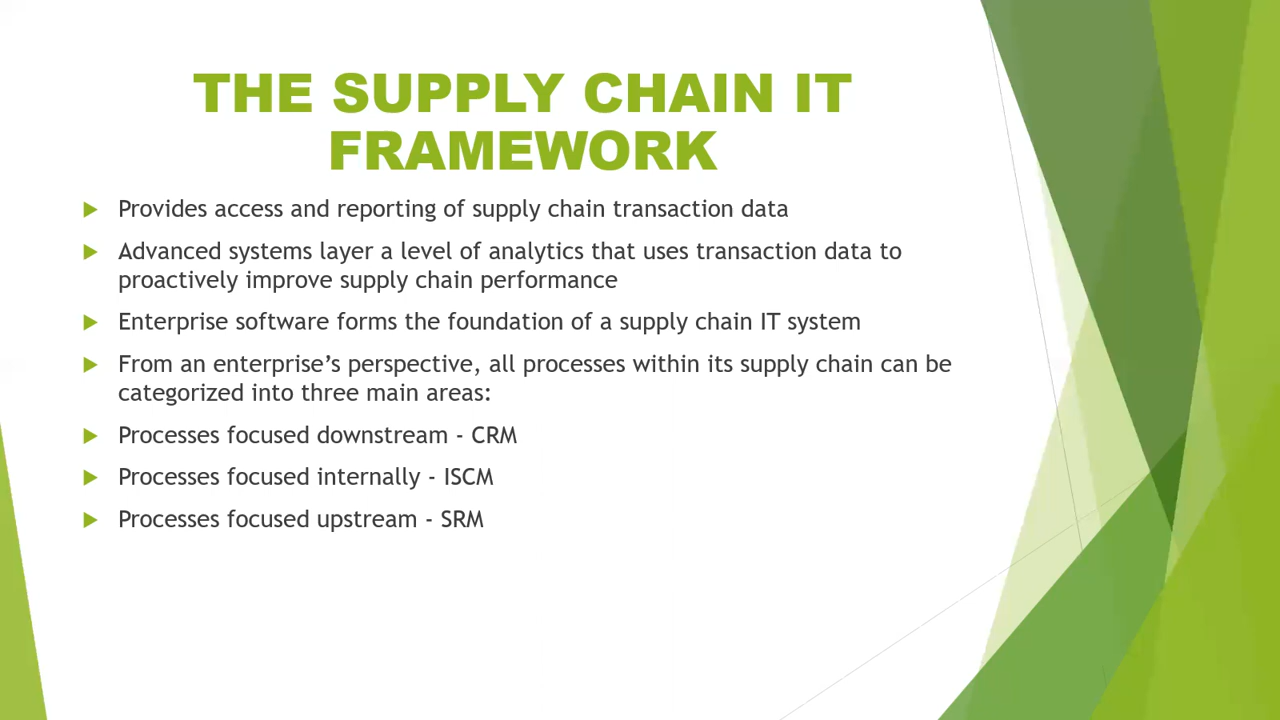 THE SUPPLY CHAIN IT
FRAMEWORK
Provides access and reporting of supply chain transaction data
Advanced systems layer a level of analytics that uses transaction data to
proactively improve supply chain performance
Enterprise software forms the foundation of a supply chain IT system
From an enterprise’s perspective, all processes within its supply chain can be
categorized into three main areas:
Processes focused downstream - CRM
Processes focused internally - ISCM
Processes focused upstream - SRM